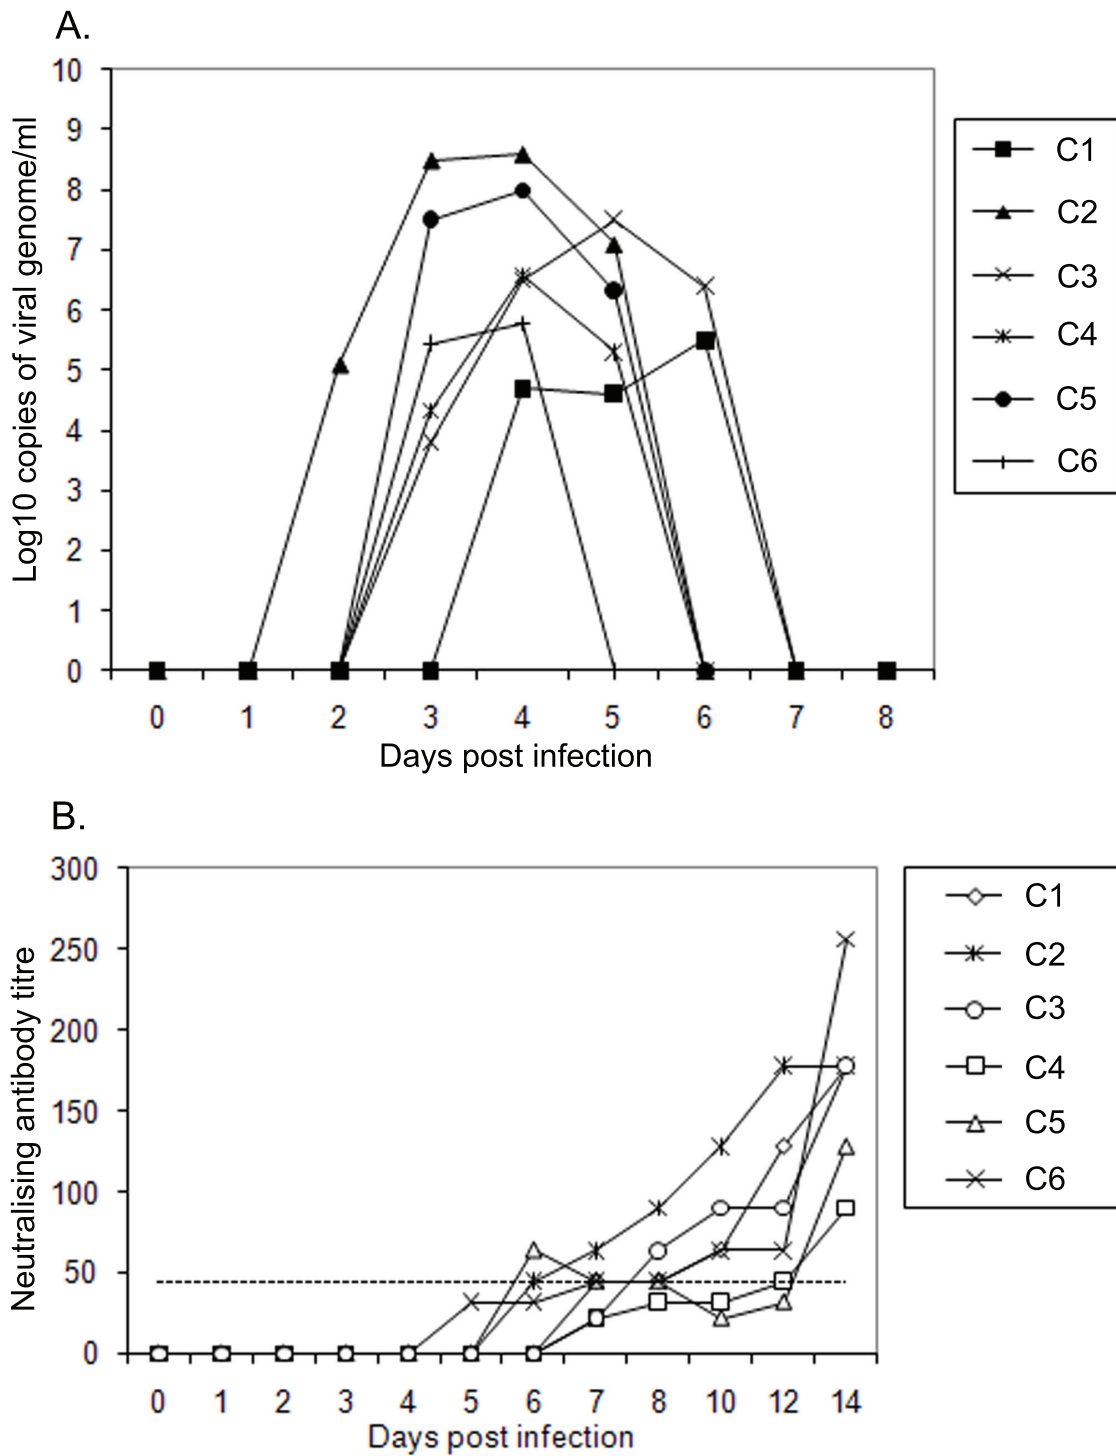 A.
Log10 copies of viral genome/ml
10
9
8
7
6
5
4
3
2
1
0
0 1 2 3 4 5 6 7 8
Days post infection
C1
C2
C3
C4
C5
C6
B.
Neutralising antibody titre
300
250
200
150
100
50
0
0 1 2 3 4 5 6 7 8 10 12 14
Days post infection
C1
C2
C3
C4
C5
C6